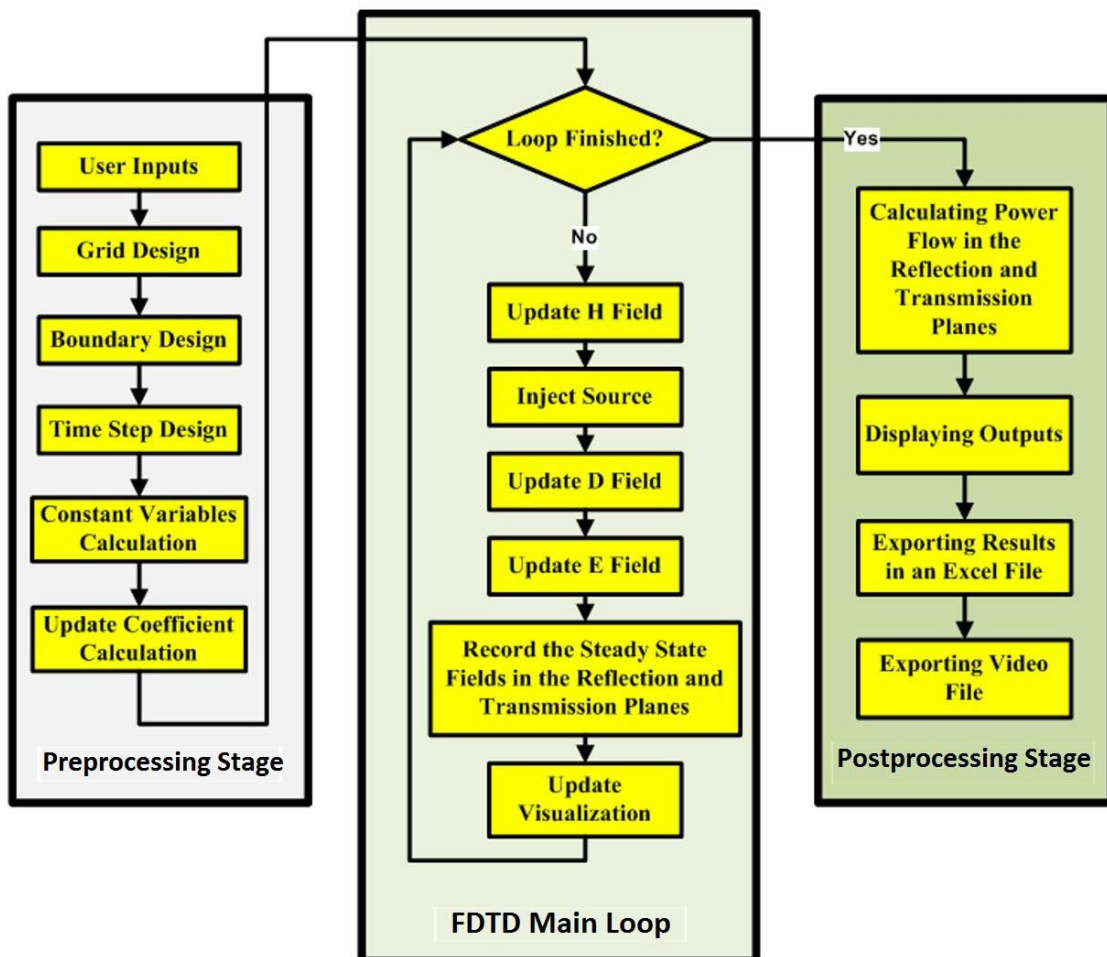 User Inputs
Grid Design
Boundary Design
Time Step Design
Constant Variables
Calculation
Update Coefficient
Calculation
Preprocessing Stage
Loop Finished?
No
Update H Field
Inject Source
Update D Field
Update E Field
Record the Steady State
Fields in the Reflection and
Transmission Planes
Update
Visualization
FDTD Main Loop
Yes
Calculating Power
Flow in the
Reflection and
Transmission
Planes
Displaying Outputs
Exporting Results
in an Excel File
Exporting Video
File
Postprocessing Stage